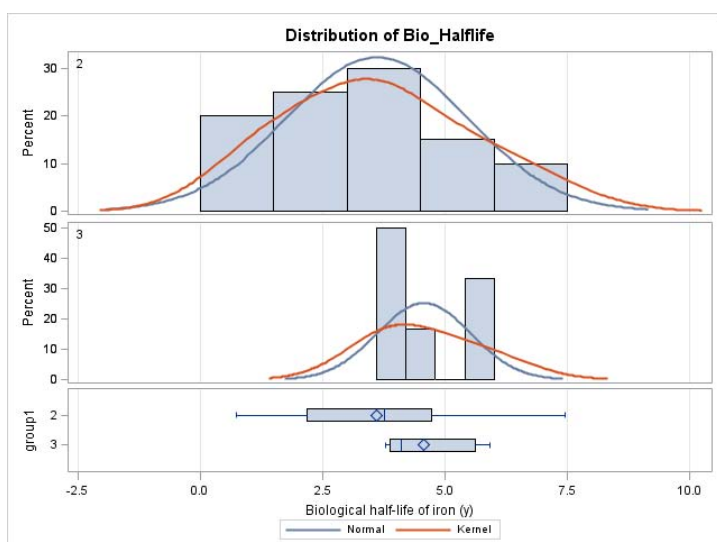 Distribution of Bio_Halflife
2
30
20
10
0
Percent
3
50
40
30
20
10
0
Percent
2
3
group1
-2.5 0.0 2.5 5.0 7.5 10.0
Biological half-life of iron (y)
Normal Kernel